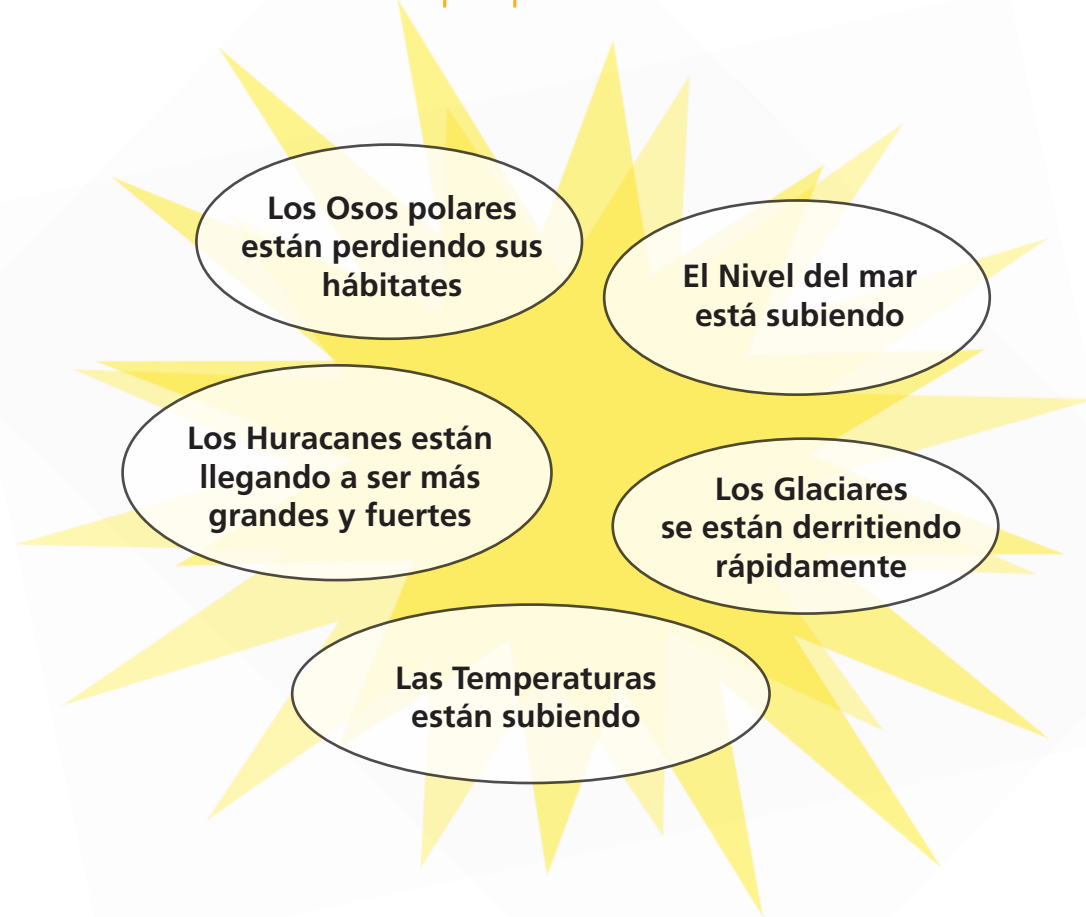 Los Osos polares
están perdiendo sus
hábitates
El Nivel del mar
está subiendo
Los Huracanes están
llegando a ser más
grandes y fuertes
Los Glaciares
se están derritiendo
rápidamente
Las Temperaturas
están subiendo